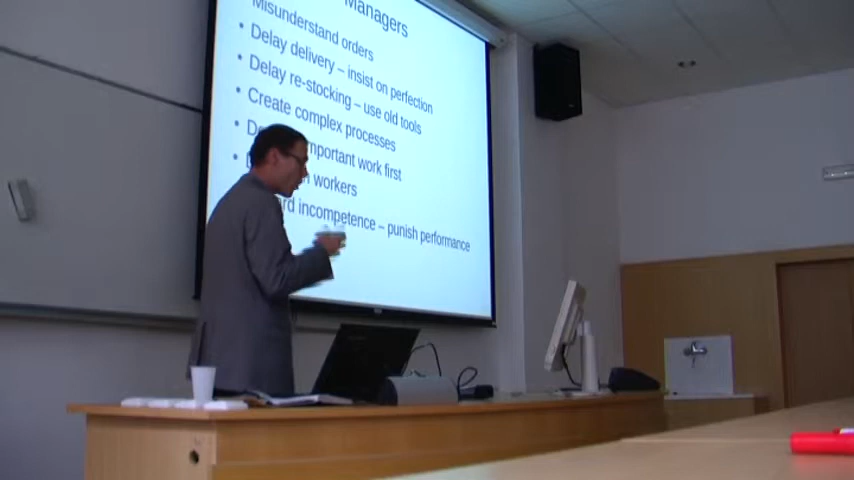 Managers
Misunderstand orders
• Delay delivery – insist on perfection
• Delay re-stocking – use old tools
• Create complex processes
• important work first
• workers
incompetence – punish performance